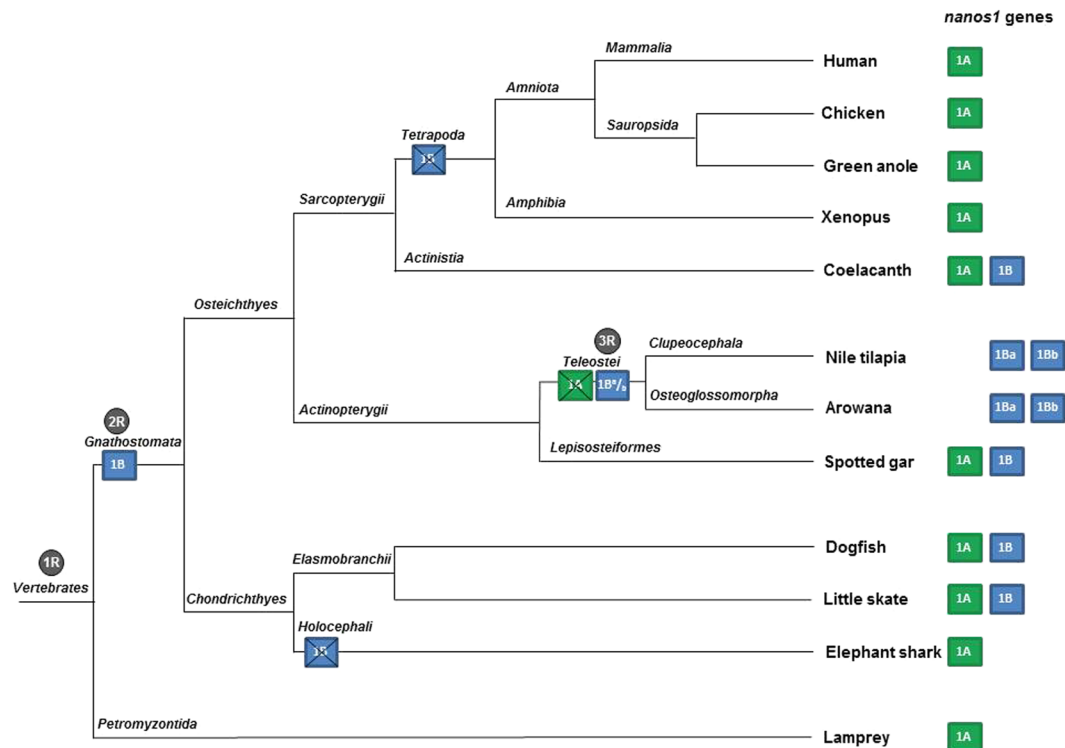 nanos1 genes
Mammalia
Human 1A
Amniota
Chicken 1A
Sauropsida
Tetrapoda
1B
Green anole 1A
Sarcopterygii
Amphibia
Xenopus 1A
Actinistia
Coelacanth 1A 1B
Osteichthyes
3R
Clupeocephala
Teleostei
Nile tilapia 1Ba 1Bb
1A 1Bª/b
Osteoglossomorpha
Arowana 1Ba 1Bb
Actinopterygii
2R
Gnathostomata
Lepisosteiformes
1B
Spotted gar 1A 1B
Dogfish 1A 1B
1R
Elasmobranchii
Vertebrates
Chondrichthyes
Little skate 1A 1B
Holocephali
1B
Elephant shark 1A
Petromyzontida
Lamprey 1A